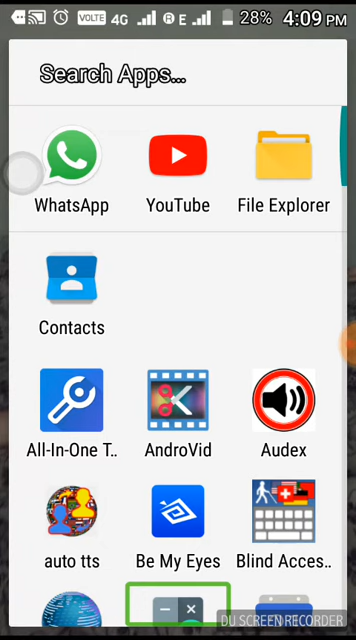 VOLTE 4G R E 28% 4:09 PM
Search Apps...
WhatsApp YouTube File Explorer
Contacts
All-In-One T.. AndroVid Audex
auto tts Be My Eyes Blind Acces..
DU SCREEN RECORDER